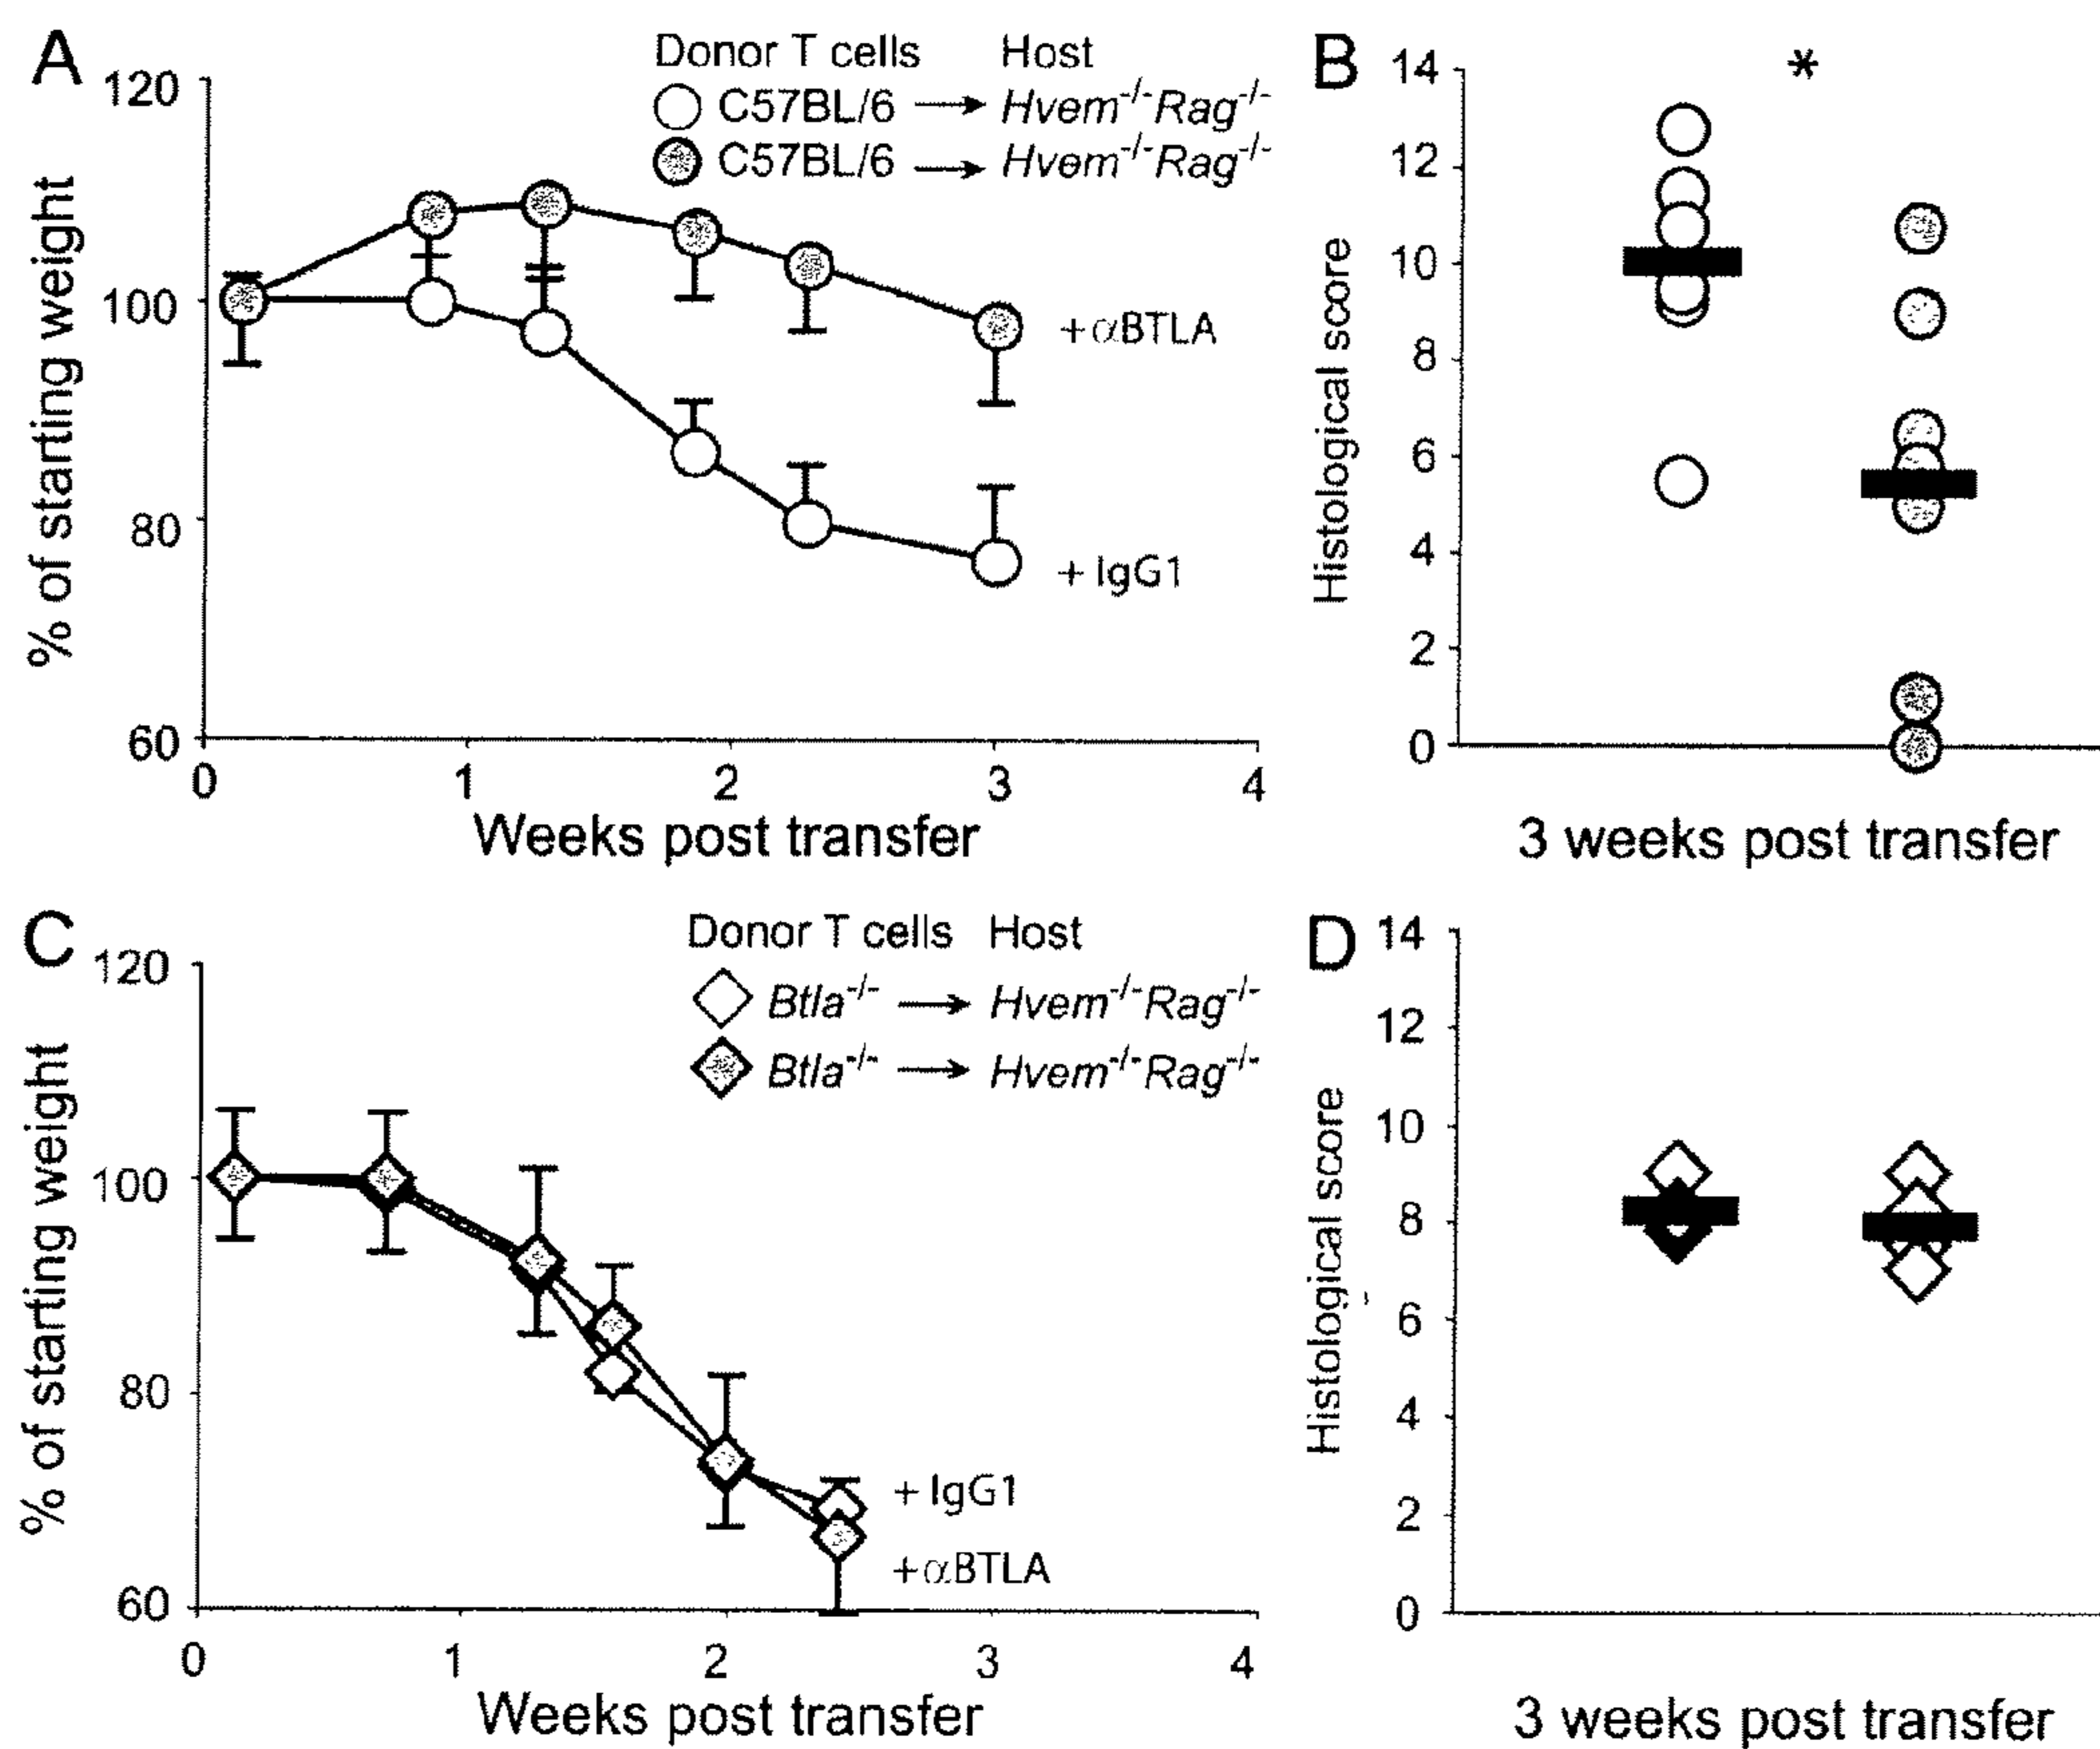 A
Donor T cells Host
C57BL/6 → Hvem-/-Rag-/-
C57BL/6 → Hvem-/-Rag-/-
120
100
80
60
% of starting weight
+αBTLA
+ IgG1
0 1 2 3 4
Weeks post transfer
B
*
14
12
10
8
6
4
2
0
Histological score
3 weeks post transfer
C
Donor T cells Host
Btla-/- → Hvem-/-Rag-/-
Btla-/- → Hvem-/-Rag-/-
120
100
80
60
% of starting weight
+ IgG1
+αBTLA
0 1 2 3 4
Weeks post transfer
D
14
12
10
8
6
4
2
0
Histological score
3 weeks post transfer